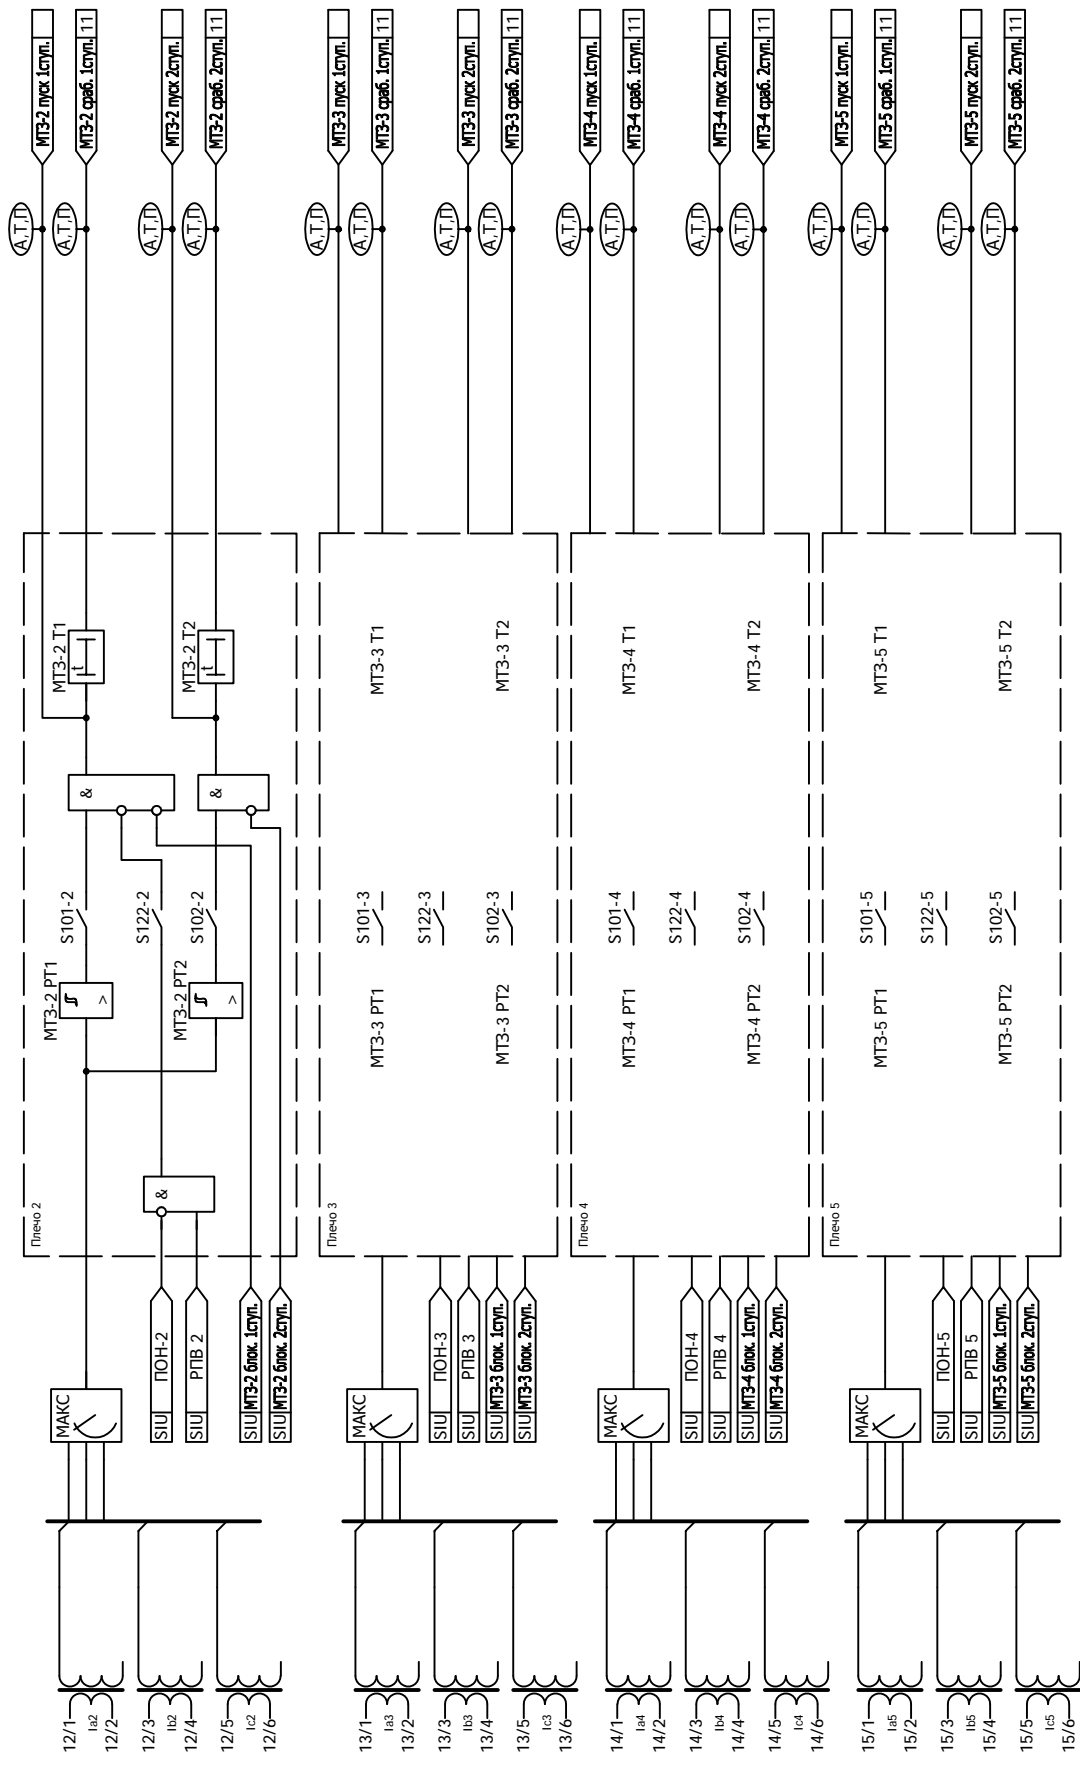 12/1
Ia2
12/2
12/3
Ib2
12/4
12/5
Ic2
12/6
МАКС
SIU ПОН-2
SIU РПВ 2
SIU МТЗ-2 блок. 1ступ.
SIU МТЗ-2 блок. 2ступ.
Плечо 2
&
МТЗ-2 РТ1
>
МТЗ-2 РТ2
>
S101-2
S122-2
S102-2
&
&
МТЗ-2 Т1
t
МТЗ-2 Т2
t
А,Т,П
А,Т,П
А,Т,П
А,Т,П
МТЗ-2 пуск 1ступ.
МТЗ-2 сраб. 1ступ. 11
МТЗ-2 пуск 2ступ.
МТЗ-2 сраб. 2ступ. 11
13/1
Ia3
13/2
13/3
Ib3
13/4
13/5
Ic3
13/6
МАКС
SIU ПОН-3
SIU РПВ 3
SIU МТЗ-3 блок. 1ступ.
SIU МТЗ-3 блок. 2ступ.
Плечо 3
МТЗ-3 РТ1
МТЗ-3 РТ2
S101-3
S122-3
S102-3
МТЗ-3 Т1
МТЗ-3 Т2
А,Т,П
А,Т,П
А,Т,П
А,Т,П
МТЗ-3 пуск 1ступ.
МТЗ-3 сраб. 1ступ. 11
МТЗ-3 пуск 2ступ.
МТЗ-3 сраб. 2ступ. 11
14/1
Ia4
14/2
14/3
Ib4
14/4
14/5
Ic4
14/6
МАКС
SIU ПОН-4
SIU РПВ 4
SIU МТЗ-4 блок. 1ступ.
SIU МТЗ-4 блок. 2ступ.
Плечо 4
МТЗ-4 РТ1
МТЗ-4 РТ2
S101-4
S122-4
S102-4
МТЗ-4 Т1
МТЗ-4 Т2
А,Т,П
А,Т,П
А,Т,П
А,Т,П
МТЗ-4 пуск 1ступ.
МТЗ-4 сраб. 1ступ. 11
МТЗ-4 пуск 2ступ.
МТЗ-4 сраб. 2ступ. 11
15/1
Ia5
15/2
15/3
Ib5
15/4
15/5
Ic5
15/6
МАКС
SIU ПОН-5
SIU РПВ 5
SIU МТЗ-5 блок. 1ступ.
SIU МТЗ-5 блок. 2ступ.
Плечо 5
МТЗ-5 РТ1
МТЗ-5 РТ2
S101-5
S122-5
S102-5
МТЗ-5 Т1
МТЗ-5 Т2
А,Т,П
А,Т,П
А,Т,П
А,Т,П
МТЗ-5 пуск 1ступ.
МТЗ-5 сраб. 1ступ. 11
МТЗ-5 пуск 2ступ.
МТЗ-5 сраб. 2ступ. 11